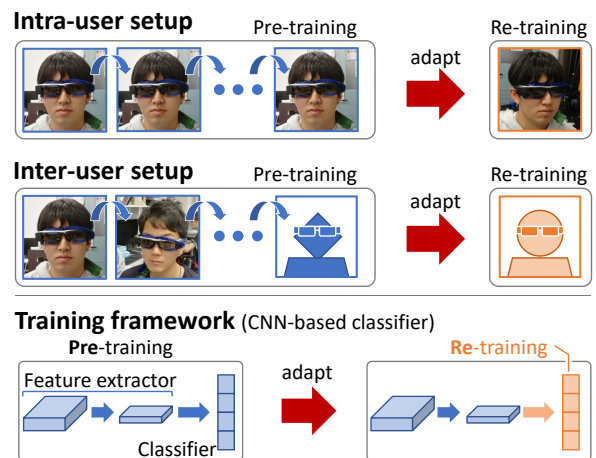 Intra-user setup
Pre-training
Re-training
adapt
Inter-user setup
Pre-training
Re-training
adapt
Training framework (CNN-based classifier)
Pre-training
Re-training
Feature extractor
adapt
Classifier